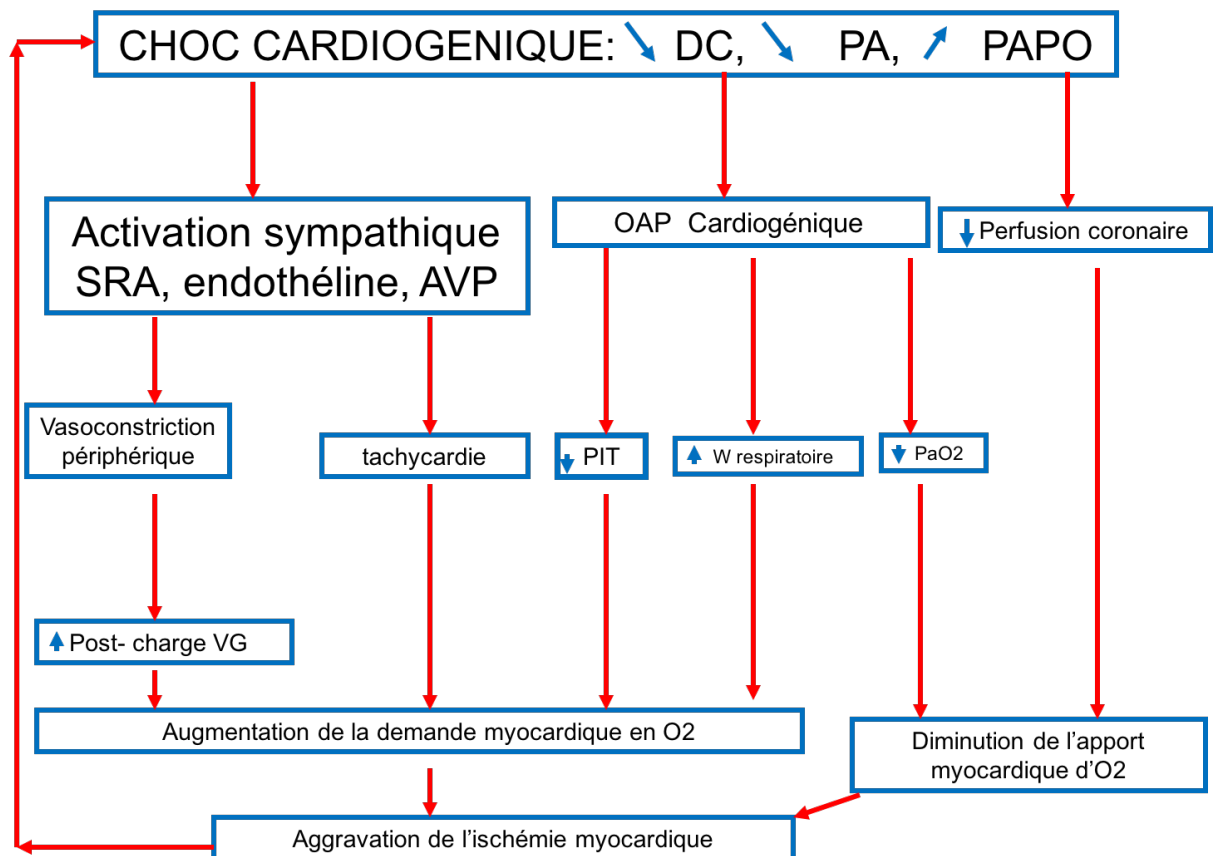 CHOC CARDIOGENIQUE: ↘ DC, ↘ PA, ↗ PAPO
Activation sympathique
SRA, endothéline, AVP
OAP Cardiogénique
↓ Perfusion coronaire
Vasoconstriction
périphérique
tachycardie
↓ PIT
↑ W respiratoire
↓ PaO2
↑ Post- charge VG
Augmentation de la demande myocardique en O2
Diminution de l’apport
myocardique d’O2
Aggravation de l’ischémie myocardique